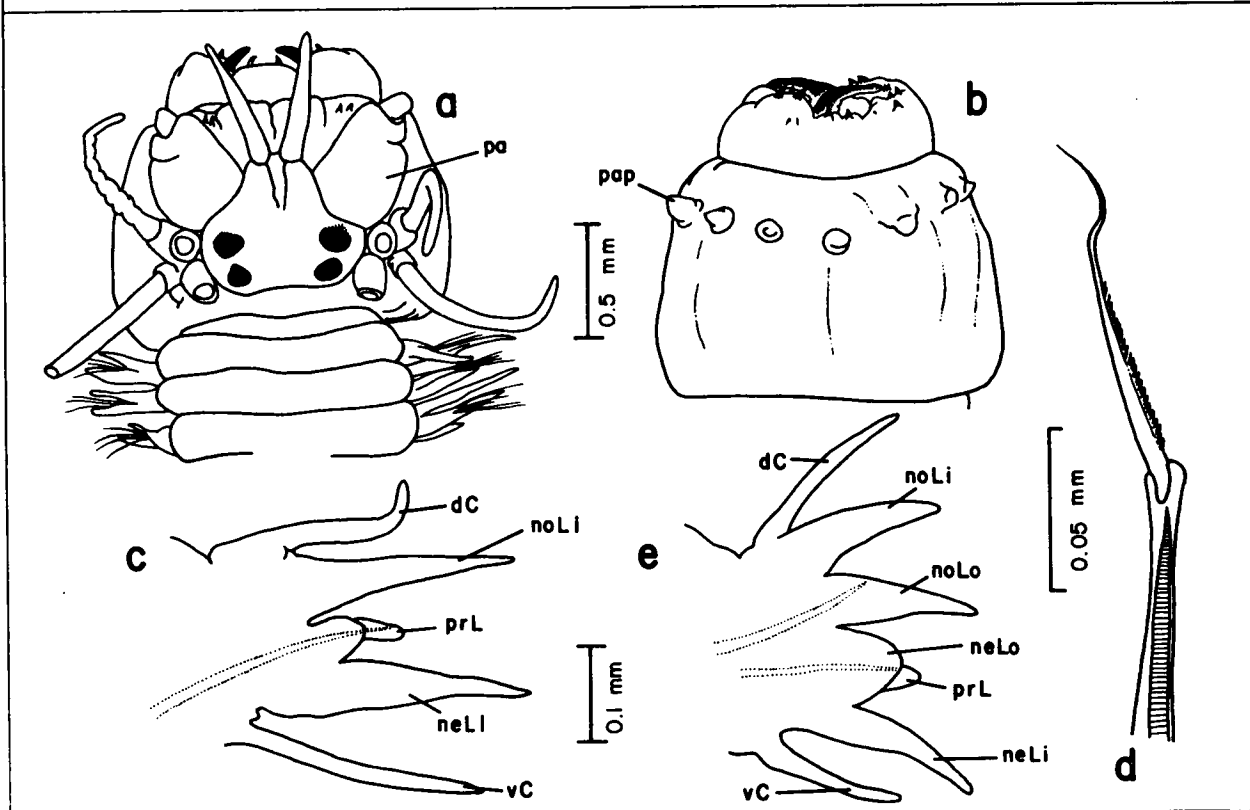 a
pa
b
pap
0.5 mm
dC
noLi
c
prL
neLi
vC
0.1 mm
dC
noLi
e
noLo
neLo
prL
neLi
vC
0.05 mm
d